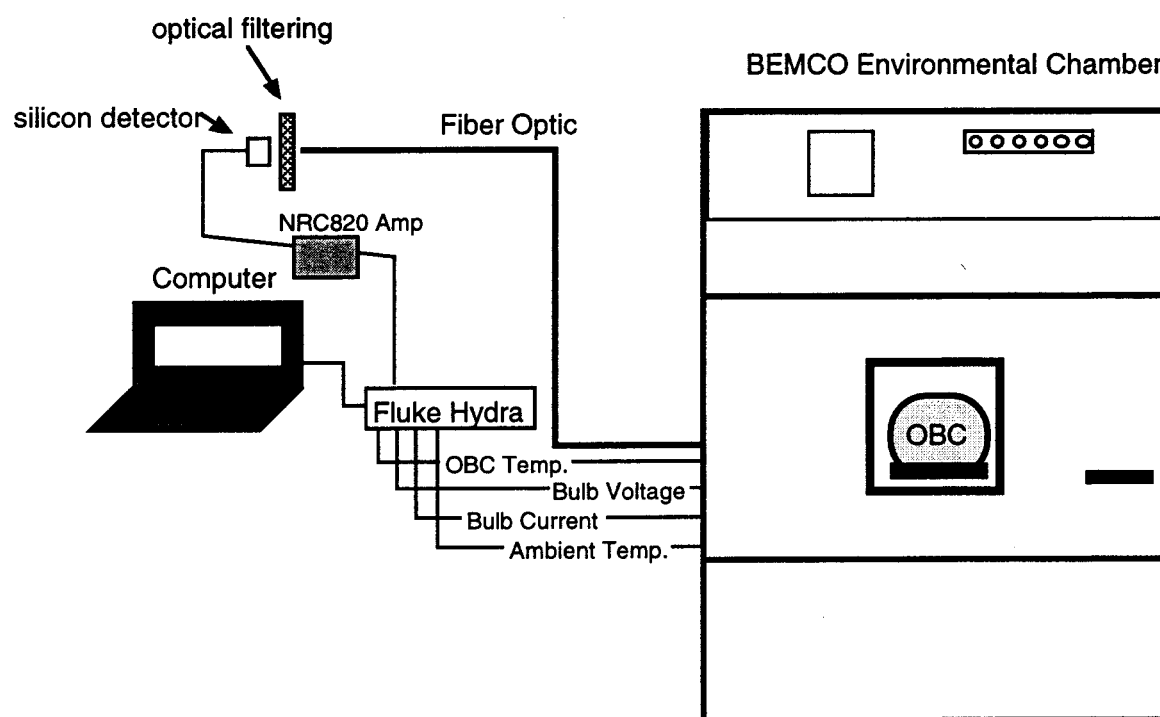 optical filtering
BEMCO Environmental Chamber
silicon detector
Fiber Optic
NRC820 Amp
Computer
Fluke Hydra
OBC
OBC Temp.
Bulb Voltage
Bulb Current
Ambient Temp.